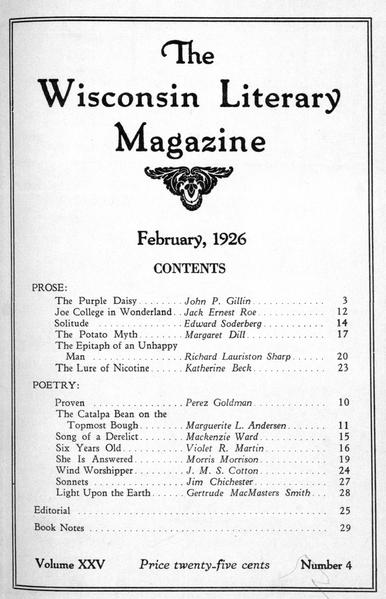 The
Wisconsin Literary
Magazine
February, 1926
CONTENTS
PROSE:
The Purple Daisy........John P. Gillin............ 3
Joe College in Wonderland..Jack Ernest Roe............ 12
Solitude ................Edward Soderberg.......... 14
The Potato Myth.........Margaret Dill............. 17
The Epitaph of an Unhappy
Man ................Richard Lauriston Sharp..... 20
The Lure of Nicotine......Katherine Beck............ 23
POETRY:
Proven .................Perez Goldman............ 10
The Catalpa Bean on the
Topmost Bough........Marguerite L. Andersen..... 11
Song of a Derelict.........Mackenzie Ward........... 15
Six Years Old............Violet R. Martin........... 16
She Is Answered..........Morris Morrison........... 19
Wind Worshipper ........J. M. S. Cotton............ 24
Sonnets ................Jim Chichester............ 27
Light Upon the Earth.....Gertrude MacMasters Smith... 28
Editorial ........................................ 25
Book Notes ...................................... 29
Volume XXV Price twenty-five cents Number 4